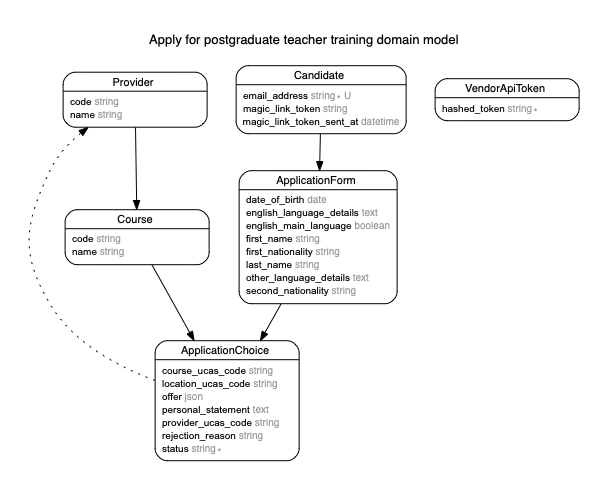 Apply for postgraduate teacher training domain model
Provider
code string
name string
Candidate
email_address string * U
magic_link_token string
magic_link_token_sent_at datetime
VendorApiToken
hashed_token string *
ApplicationForm
date_of_birth date
english_language_details text
english_main_language boolean
first_name string
first_nationality string
last_name string
other_language_details text
second_nationality string
Course
code string
name string
ApplicationChoice
course_ucas_code string
location_ucas_code string
offer json
personal_statement text
provider_ucas_code string
rejection_reason string
status string *